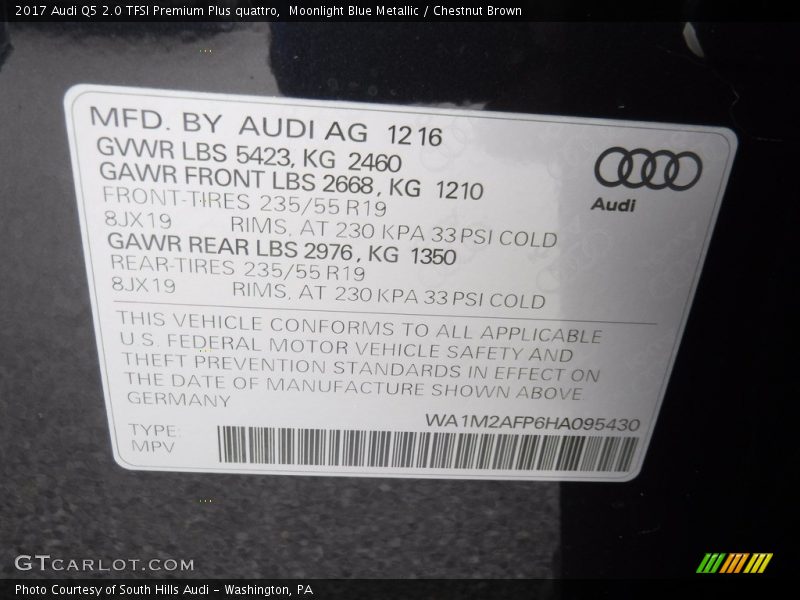 2017 Audi Q5 2.0 TFSI Premium Plus quattro,  Moonlight Blue Metallic / Chestnut Brown
MFD. BY AUDI AG 12 16
GVWR LBS 5423, KG 2460
GAWR FRONT LBS 2668, KG 1210
FRONT-TIRES 235/55 R19
8JX19 RIMS, AT 230 KPA 33 PSI COLD
GAWR REAR LBS 2976, KG 1350
REAR-TIRES 235/55 R19
8JX19 RIMS, AT 230 KPA 33 PSI COLD
Audi
THIS VEHICLE CONFORMS TO ALL APPLICABLE
U.S. FEDERAL MOTOR VEHICLE SAFETY AND
THEFT PREVENTION STANDARDS IN EFFECT ON
THE DATE OF MANUFACTURE SHOWN ABOVE
GERMANY
WA1M2AFP6HA095430
TYPE:
MPV
GTCARLOT.COM
Photo Courtesy of South Hills Audi - Washington, PA